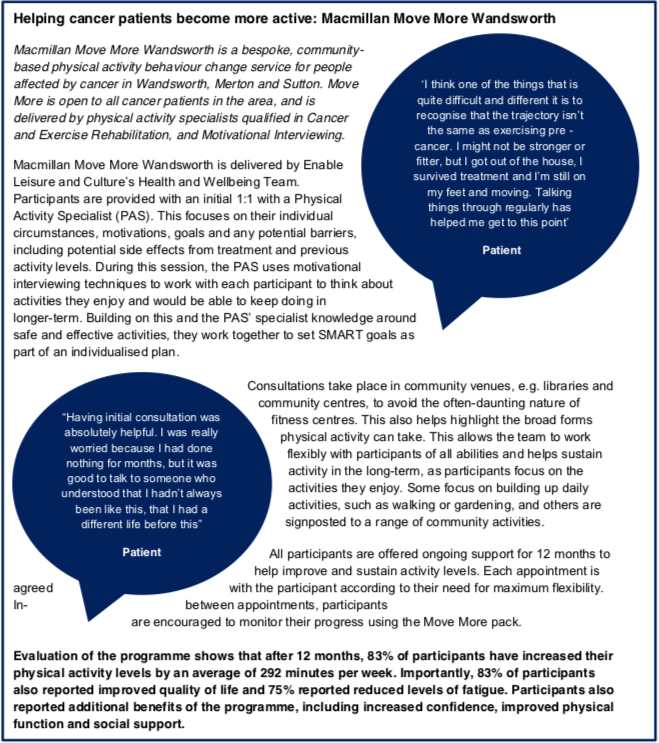 Helping cancer patients become more active: Macmillan Move More Wandsworth
Macmillan Move More Wandsworth is a bespoke, community-
based physical activity behaviour change service for people
affected by cancer in Wandsworth, Merton and Sutton. Move
More is open to all cancer patients in the area, and is
delivered by physical activity specialists qualified in Cancer
and Exercise Rehabilitation, and Motivational Interviewing.
'I think one of the things that is
quite difficult and different it is to
recognise that the trajectory isn't
the same as exercising pre -
cancer. I might not be stronger or
fitter, but I got out of the house, I
survived treatment and I'm still on
my feet and moving. Talking
things through regularly has
helped me get to this point'
Patient
Macmillan Move More Wandsworth is delivered by Enable
Leisure and Culture's Health and Wellbeing Team.
Participants are provided with an initial 1:1 with a Physical
Activity Specialist (PAS). This focuses on their individual
circumstances, motivations, goals and any potential barriers,
including potential side effects from treatment and previous
activity levels. During this session, the PAS uses motivational
interviewing techniques to work with each participant to think about
activities they enjoy and would be able to keep doing in
longer-term. Building on this and the PAS' specialist knowledge around
safe and effective activities, they work together to set SMART goals as
part of an individualised plan.
"Having initial consultation was
absolutely helpful. I was really
worried because I had done
nothing for months, but it was
good to talk to someone who
understood that I hadn't always
been like this, that I had a
different life before this"
Patient
Consultations take place in community venues, e.g. libraries and
community centres, to avoid the often-daunting nature of
fitness centres. This also helps highlight the broad forms
physical activity can take. This allows the team to work
flexibly with participants of all abilities and helps sustain
activity in the long-term, as participants focus on the
activities they enjoy. Some focus on building up daily
activities, such as walking or gardening, and others are
signposted to a range of community activities.
All participants are offered ongoing support for 12 months to
help improve and sustain activity levels. Each appointment is
agreed with the participant according to their need for maximum flexibility.
In- between appointments, participants
are encouraged to monitor their progress using the Move More pack.
Evaluation of the programme shows that after 12 months, 83% of participants have increased their
physical activity levels by an average of 292 minutes per week. Importantly, 83% of participants
also reported improved quality of life and 75% reported reduced levels of fatigue. Participants also
reported additional benefits of the programme, including increased confidence, improved physical
function and social support.